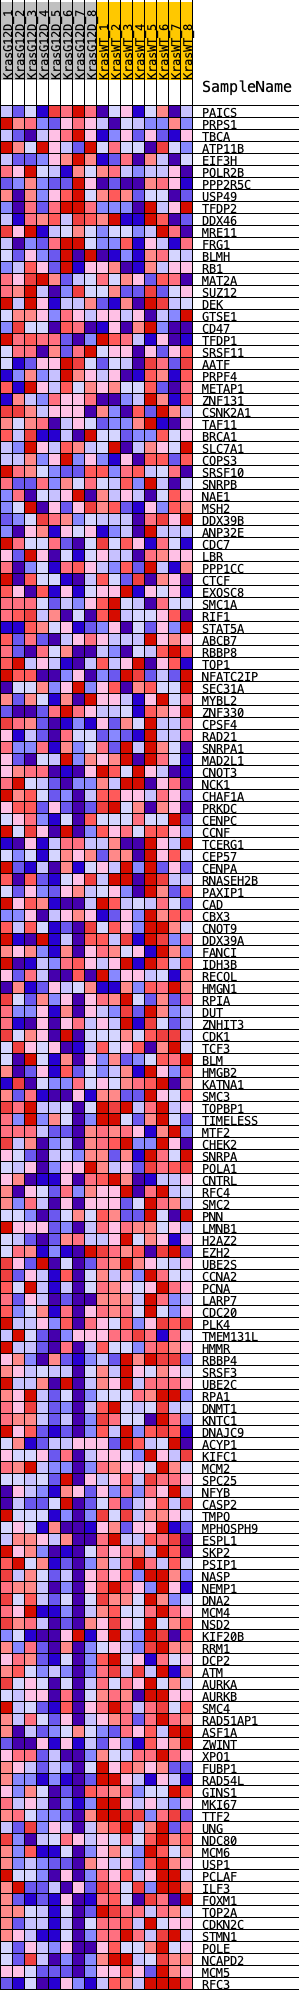 KrasG12D_1
KrasG12D_2
KrasG12D_3
KrasG12D_4
KrasG12D_5
KrasG12D_6
KrasG12D_7
KrasG12D_8
KrasWT_1
KrasWT_2
KrasWT_3
KrasWT_4
KrasWT_5
KrasWT_6
KrasWT_7
KrasWT_8
SampleName
PAICS
PRPS1
TBCA
ATP11B
EIF3H
POLR2B
PPP2R5C
USP49
TFDP2
DDX46
MRE11
FRG1
BLMH
RB1
MAT2A
SUZ12
DEK
GTSE1
CD47
TFDP1
SRSF11
AATF
PRPF4
METAP1
ZNF131
CSNK2A1
TAF11
BRCA1
SLC7A1
COPS3
SRSF10
SNRPB
NAE1
MSH2
DDX39B
ANP32E
CDC7
LBR
PPP1CC
CTCF
EXOSC8
SMC1A
RIF1
STAT5A
ABCB7
RBBP8
TOP1
NFATC2IP
SEC31A
MYBL2
ZNF330
CPSF4
RAD21
SNRPA1
MAD2L1
CNOT3
NCK1
CHAF1A
PRKDC
CENPC
CCNF
TCERG1
CEP57
CENPA
RNASEH2B
PAXIP1
CAD
CBX3
CNOT9
DDX39A
FANCI
IDH3B
RECQL
HMGN1
RPIA
DUT
ZNHIT3
CDK1
TCF3
BLM
HMGB2
KATNA1
SMC3
TOPBP1
TIMELESS
MTF2
CHEK2
SNRPA
POLA1
CNTRL
RFC4
SMC2
PNN
LMNB1
H2AZ2
EZH2
UBE2S
CCNA2
PCNA
LARP7
CDC20
PLK4
TMEM131L
HMMR
RBBP4
SRSF3
UBE2C
RPA1
DNMT1
KNTC1
DNAJC9
ACYP1
KIFC1
MCM2
SPC25
NFYB
CASP2
TMPO
MPHOSPH9
ESPL1
SKP2
PSIP1
NASP
NEMP1
DNA2
MCM4
NSD2
KIF20B
RRM1
DCP2
ATM
AURKA
AURKB
SMC4
RAD51AP1
ASF1A
ZWINT
XPO1
FUBP1
RAD54L
GINS1
MKI67
TTF2
UNG
NDC80
MCM6
USP1
PCLAF
ILF3
FOXM1
TOP2A
CDKN2C
STMN1
POLE
NCAPD2
MCM5
RFC3